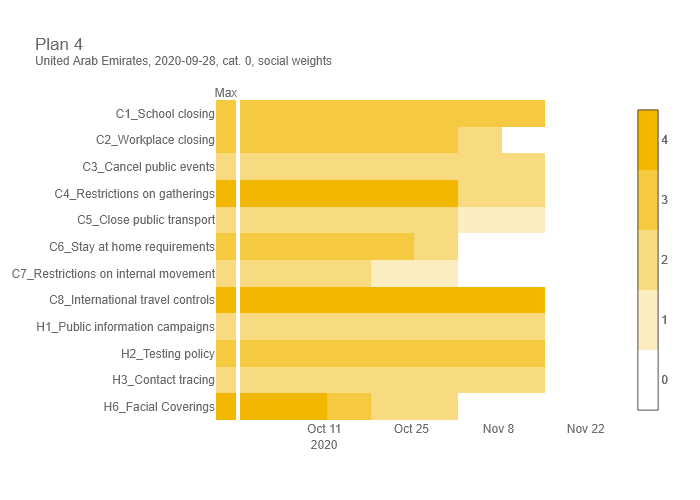 Plan 4
United Arab Emirates, 2020-09-28, cat. 0, social weights
Max
C1_School closing
C2_Workplace closing
C3_Cancel public events
C4_Restrictions on gatherings
C5_Close public transport
C6_Stay at home requirements
C7_Restrictions on internal movement
C8_International travel controls
H1_Public information campaigns
H2_Testing policy
H3_Contact tracing
H6_Facial Coverings
Oct 11 Oct 25 Nov 8 Nov 22
2020
4
3
2
1
0